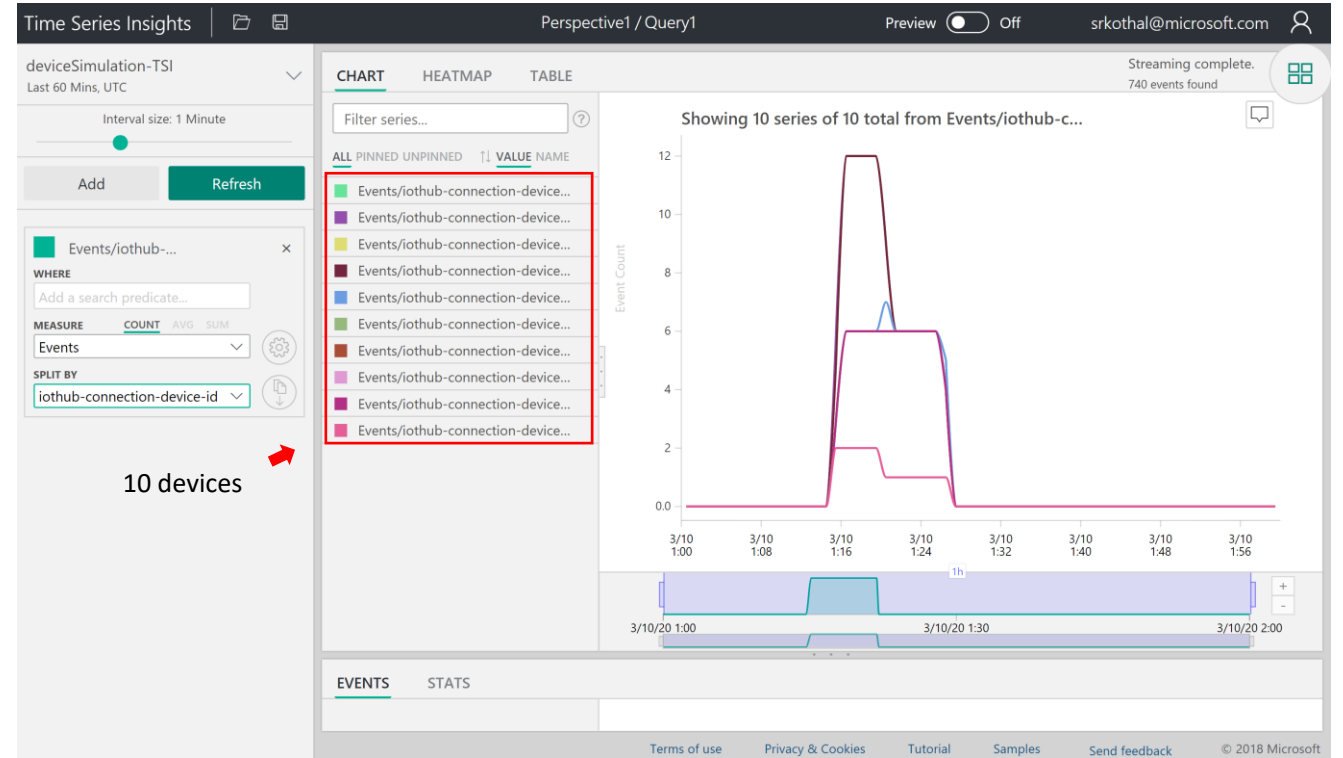 Time Series Insights
Perspective1 / Query1
Preview Off
srkothal@microsoft.com
deviceSimulation-TSI
Last 60 Mins, UTC
Interval size: 1 Minute
Add Refresh
Events/iothub-... ×
WHERE
Add a search predicate...
MEASURE COUNT AVG SUM
Events
SPLIT BY
iothub-connection-device-id
10 devices
CHART HEATMAP TABLE
Streaming complete.
740 events found
Filter series... ?
ALL PINNED UNPINNED ↑↓ VALUE NAME
Events/iothub-connection-device...
Events/iothub-connection-device...
Events/iothub-connection-device...
Events/iothub-connection-device...
Events/iothub-connection-device...
Events/iothub-connection-device...
Events/iothub-connection-device...
Events/iothub-connection-device...
Events/iothub-connection-device...
Events/iothub-connection-device...
Showing 10 series of 10 total from Events/iothub-c...
Event Count
12
10
8
6
4
2
0.0
3/10 3/10 3/10 3/10 3/10 3/10 3/10 3/10
1:00 1:08 1:16 1:24 1:32 1:40 1:48 1:56
1h
+
-
3/10/20 1:00 3/10/20 1:30 3/10/20 2:00
EVENTS STATS
Terms of use Privacy & Cookies Tutorial Samples Send feedback © 2018 Microsoft